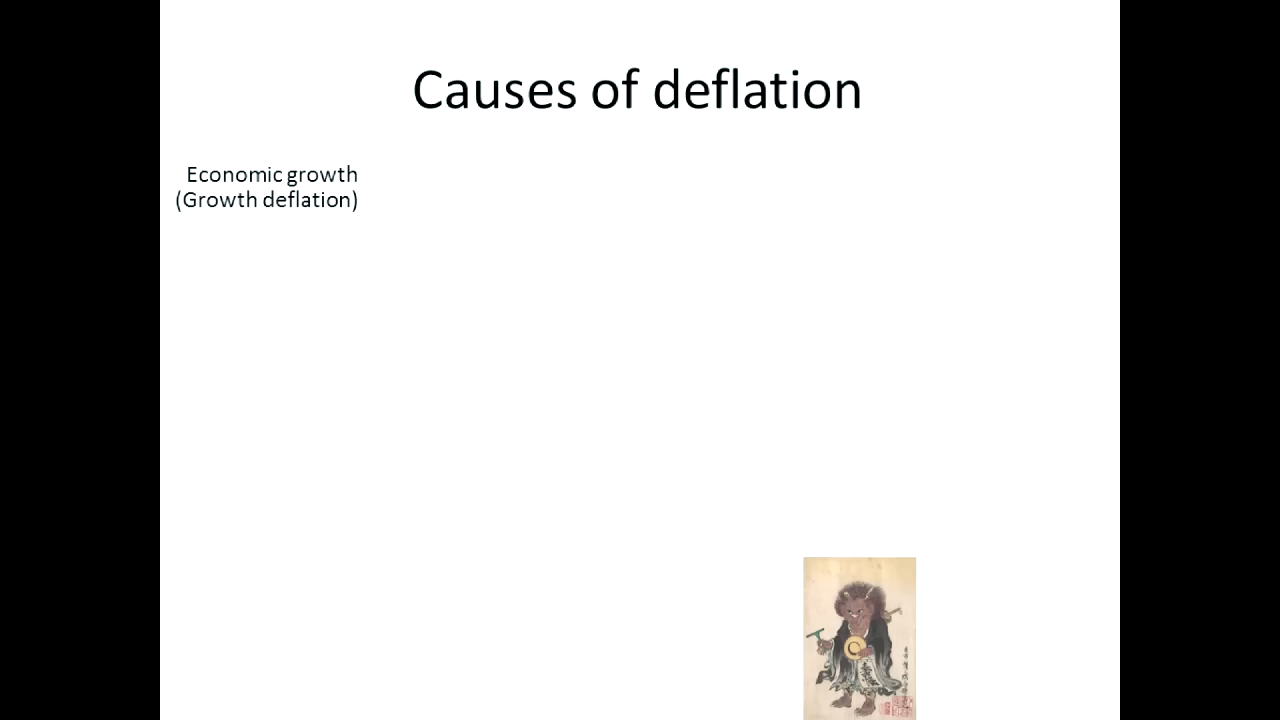 Causes of deflation
Economic growth
(Growth deflation)